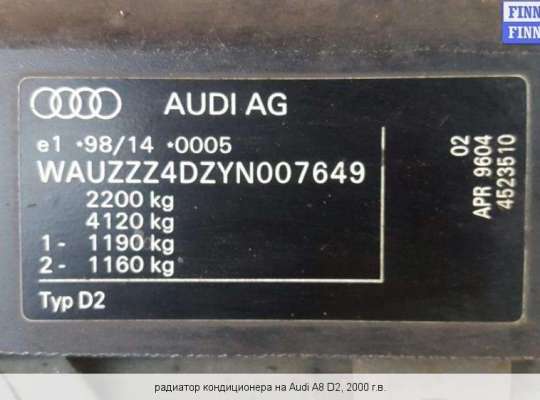 FINN
FINN
AUDI AG
e1 *98/14 *0005
WAUZZZ4DZYN007649
2200 kg
4120 kg
1- 1190 kg
2- 1160 kg
Typ D2
02
APR 9604
4523510
радиатор кондиционера на Audi A8 D2, 2000 г.в.